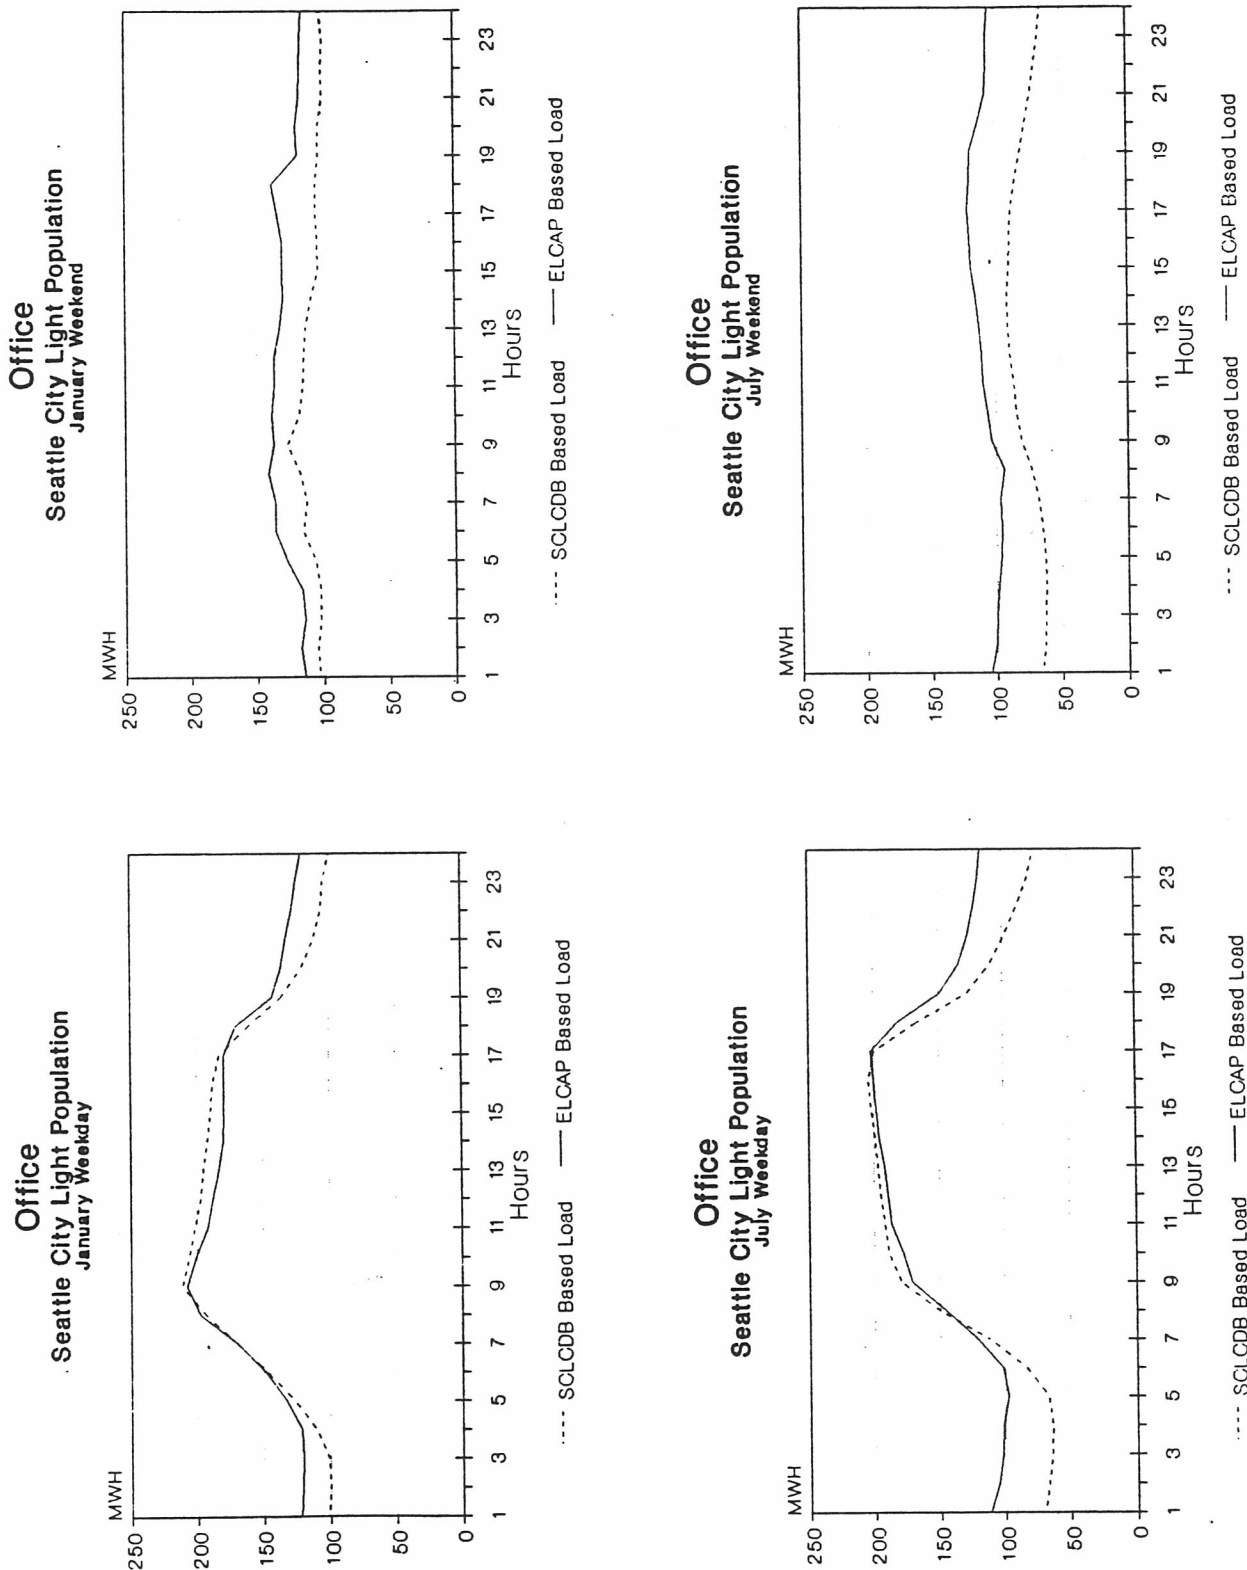 Office
Seattle City Light Population
January Weekday
MWH
250
200
150
100
50
0
1 3 5 7 9 11 13 15 17 19 21 23
Hours
---- SCLCDB Based Load —— ELCAP Based Load
Office
Seattle City Light Population
January Weekend
MWH
250
200
150
100
50
0
1 3 5 7 9 11 13 15 17 19 21 23
Hours
---- SCLCDB Based Load —— ELCAP Based Load
Office
Seattle City Light Population
July Weekday
MWH
250
200
150
100
50
0
1 3 5 7 9 11 13 15 17 19 21 23
Hours
---- SCLCDB Based Load —— ELCAP Based Load
Office
Seattle City Light Population
July Weekend
MWH
250
200
150
100
50
0
1 3 5 7 9 11 13 15 17 19 21 23
Hours
---- SCLCDB Based Load —— ELCAP Based Load